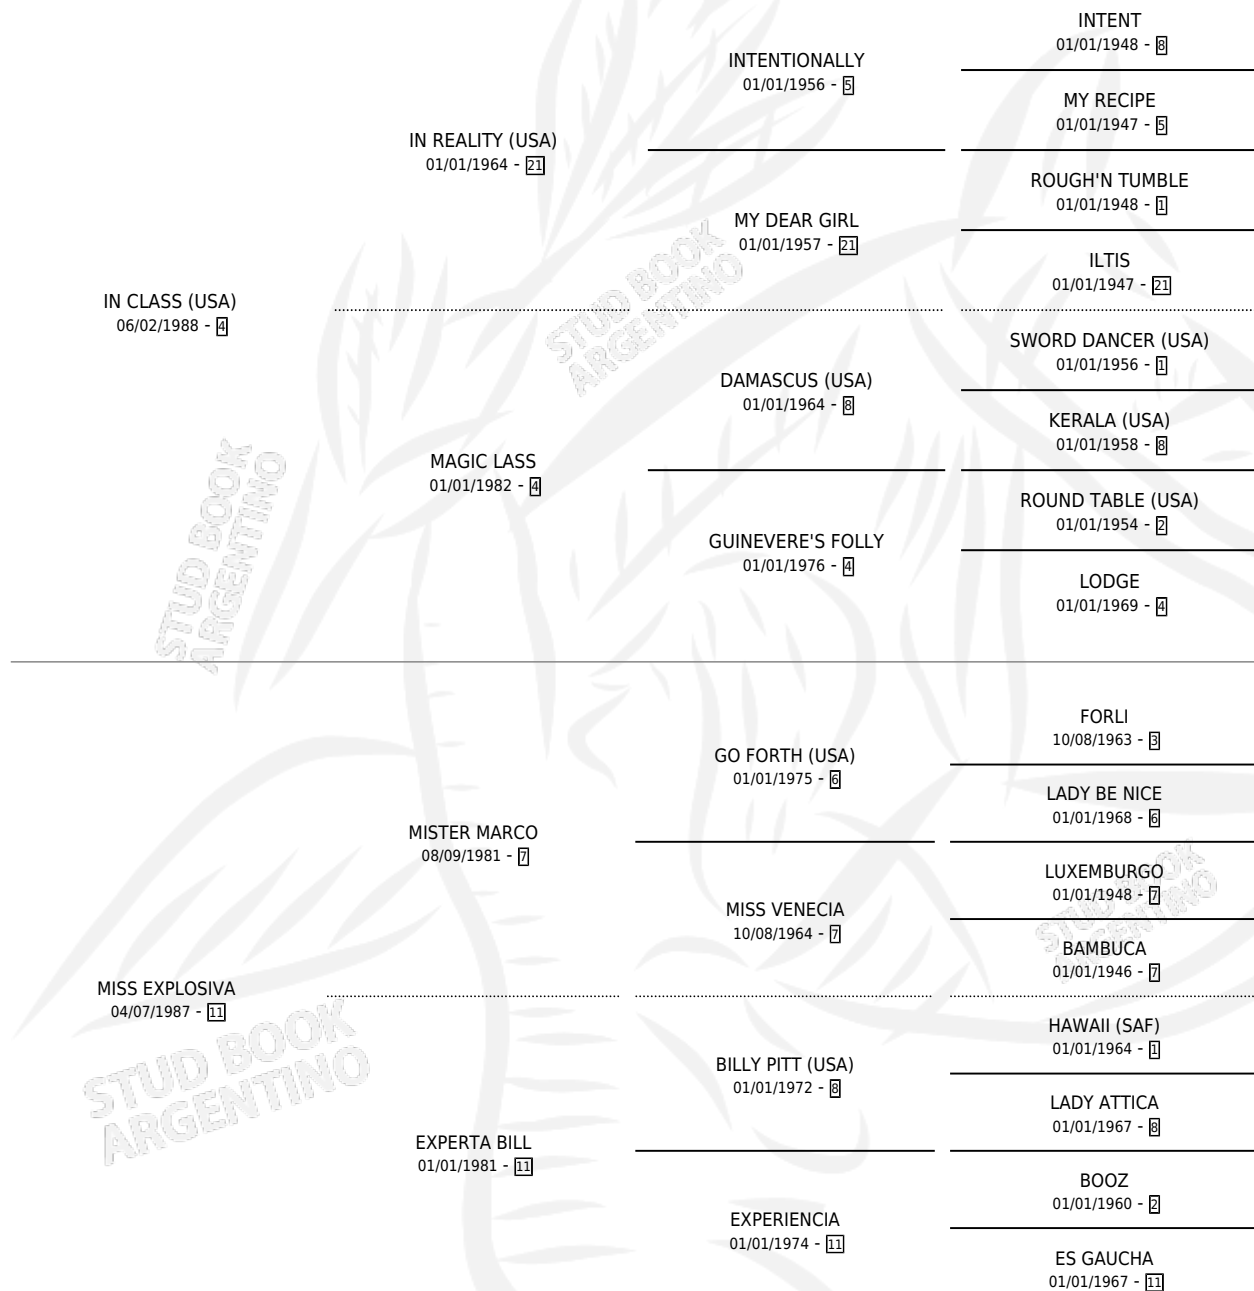 IN CLASS (USA)
06/02/1988 - 4
IN REALITY (USA)
01/01/1964 - 21
INTENTIONALLY
01/01/1956 - 5
INTENT
01/01/1948 - 8
MY RECIPE
01/01/1947 - 5
MY DEAR GIRL
01/01/1957 - 21
ROUGH'N TUMBLE
01/01/1948 - 1
ILTIS
01/01/1947 - 21
MAGIC LASS
01/01/1982 - 4
DAMASCUS (USA)
01/01/1964 - 8
SWORD DANCER (USA)
01/01/1956 - 1
KERALA (USA)
01/01/1958 - 8
GUINEVERE'S FOLLY
01/01/1976 - 4
ROUND TABLE (USA)
01/01/1954 - 2
LODGE
01/01/1969 - 4
MISS EXPLOSIVA
04/07/1987 - 11
MISTER MARCO
08/09/1981 - 7
GO FORTH (USA)
01/01/1975 - 6
FORLI
10/08/1963 - 3
LADY BE NICE
01/01/1968 - 6
MISS VENECIA
10/08/1964 - 7
LUXEMBURGO
01/01/1948 - 7
BAMBUCA
01/01/1946 - 7
EXPERTA BILL
01/01/1981 - 11
BILLY PITT (USA)
01/01/1972 - 8
HAWAII (SAF)
01/01/1964 - 1
LADY ATTICA
01/01/1967 - 8
EXPERIENCIA
01/01/1974 - 11
BOOZ
01/01/1960 - 2
ES GAUCHA
01/01/1967 - 11
STUD BOOK
ARGENTINO
STUD BOOK
ARGENTINO
STUD BOOK
ARGENTINO
STUD BOOK
ARGENTINO